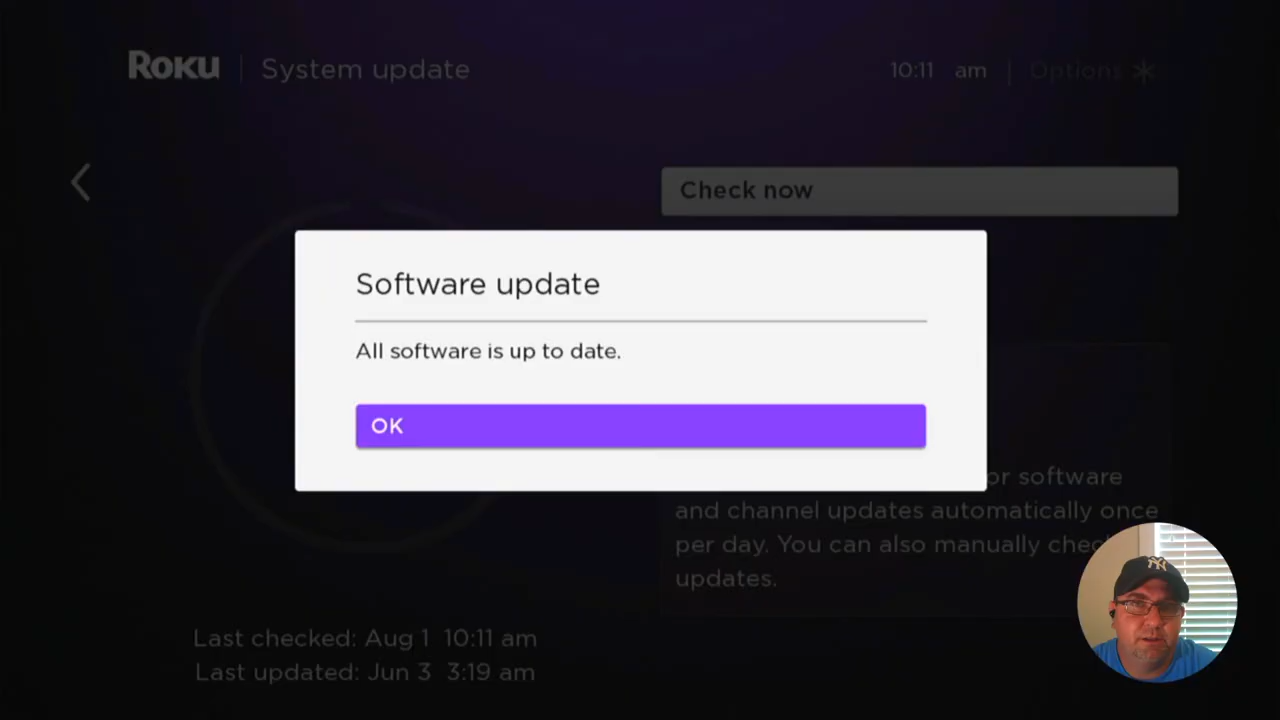 Roku | System update
10:11 am | Options
Check now
Software update
All software is up to date.
OK
or software
and channel updates automatically once
per day. You can also manually chec
updates.
Last checked: Aug 1 10:11 am
Last updated: Jun 3 3:19 am